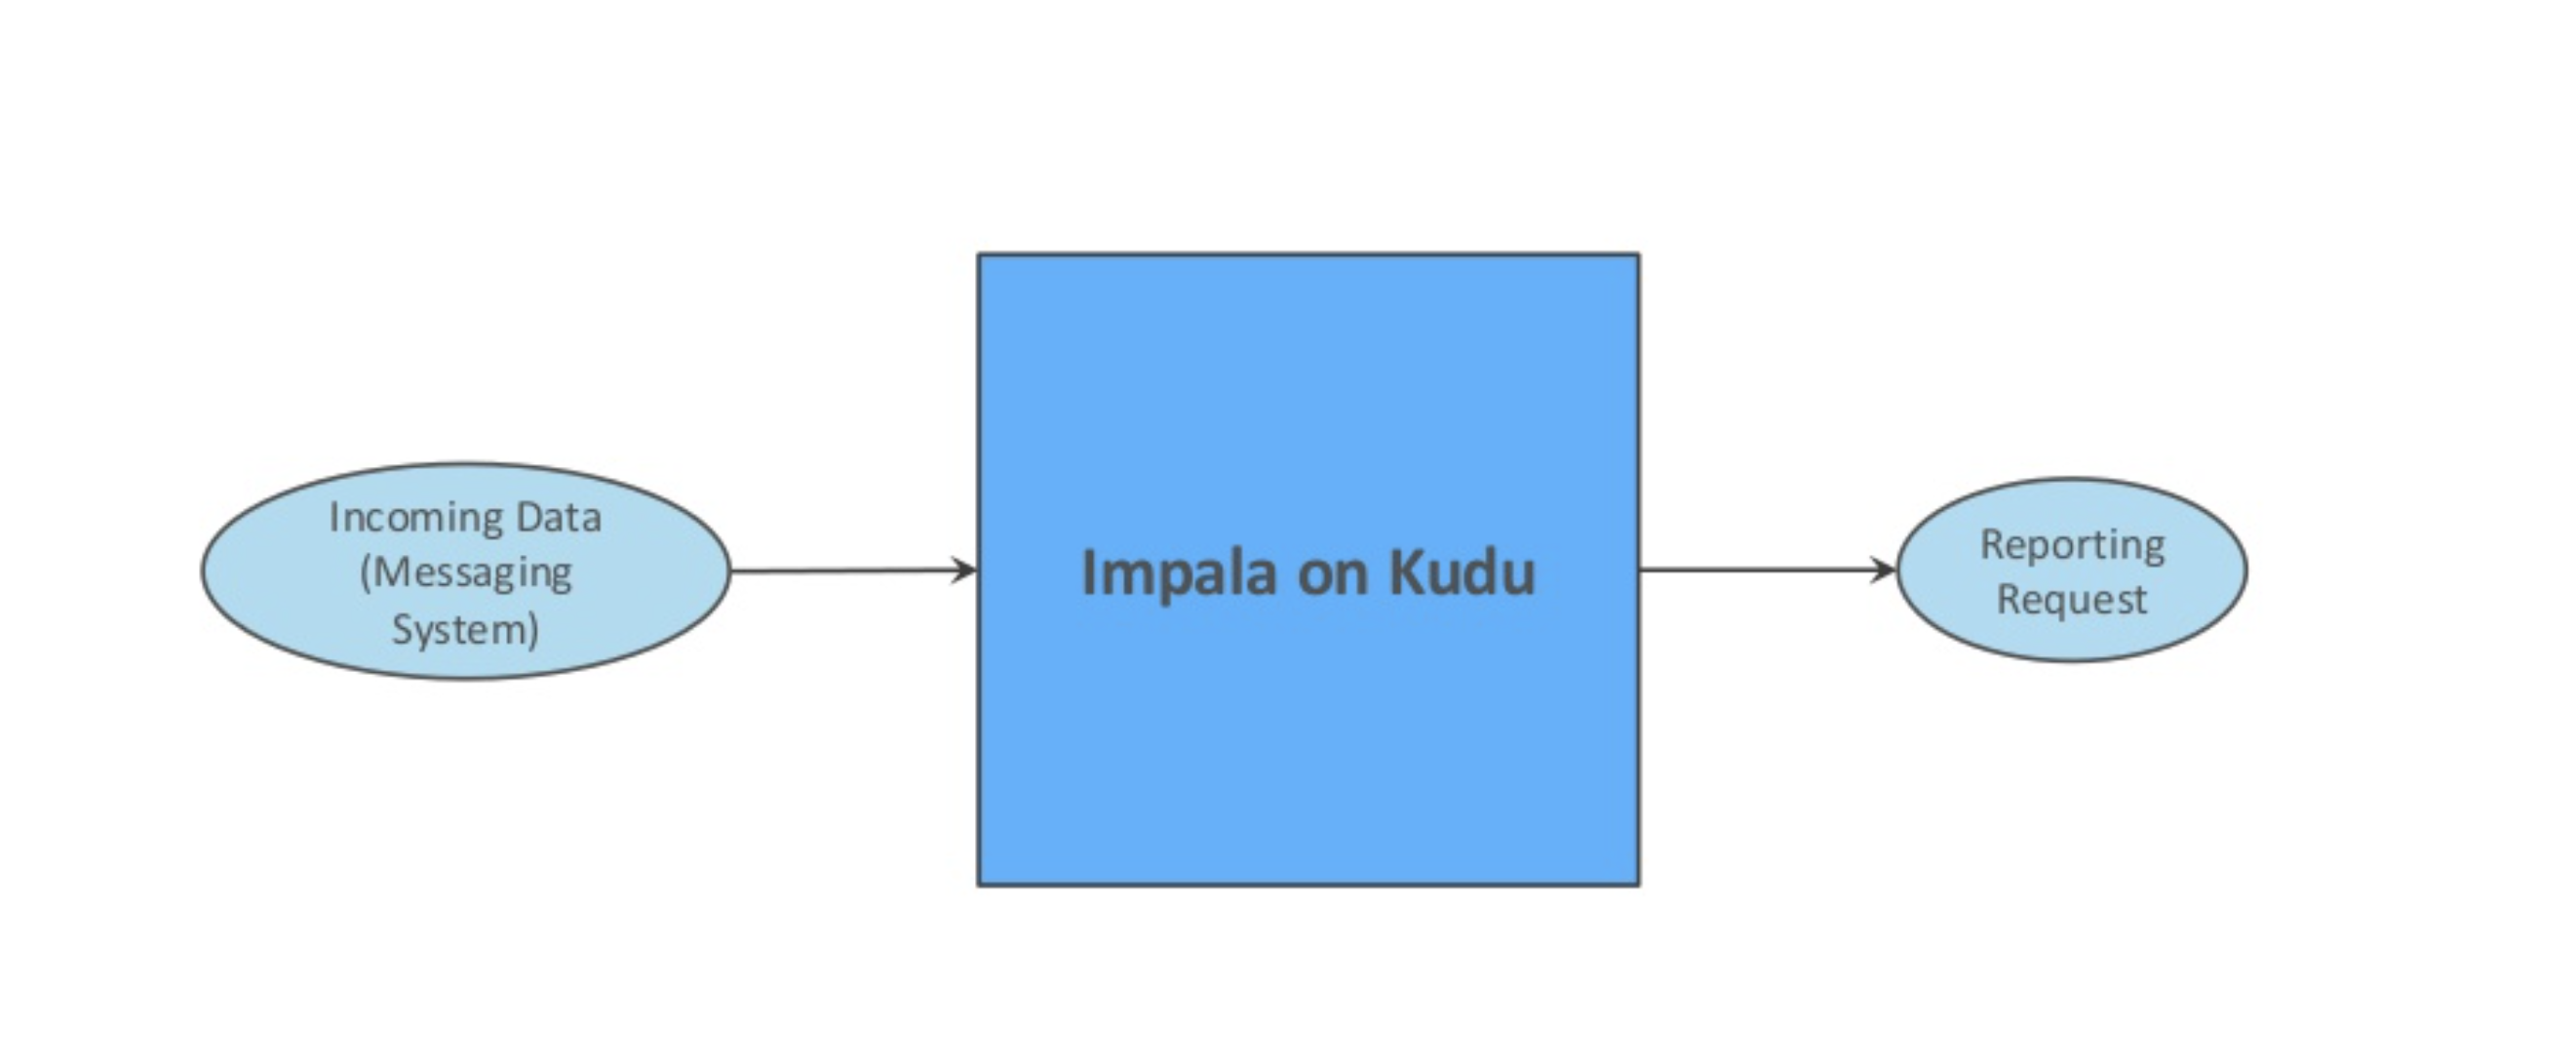 Incoming Data
(Messaging
System)
Impala on Kudu
Reporting
Request